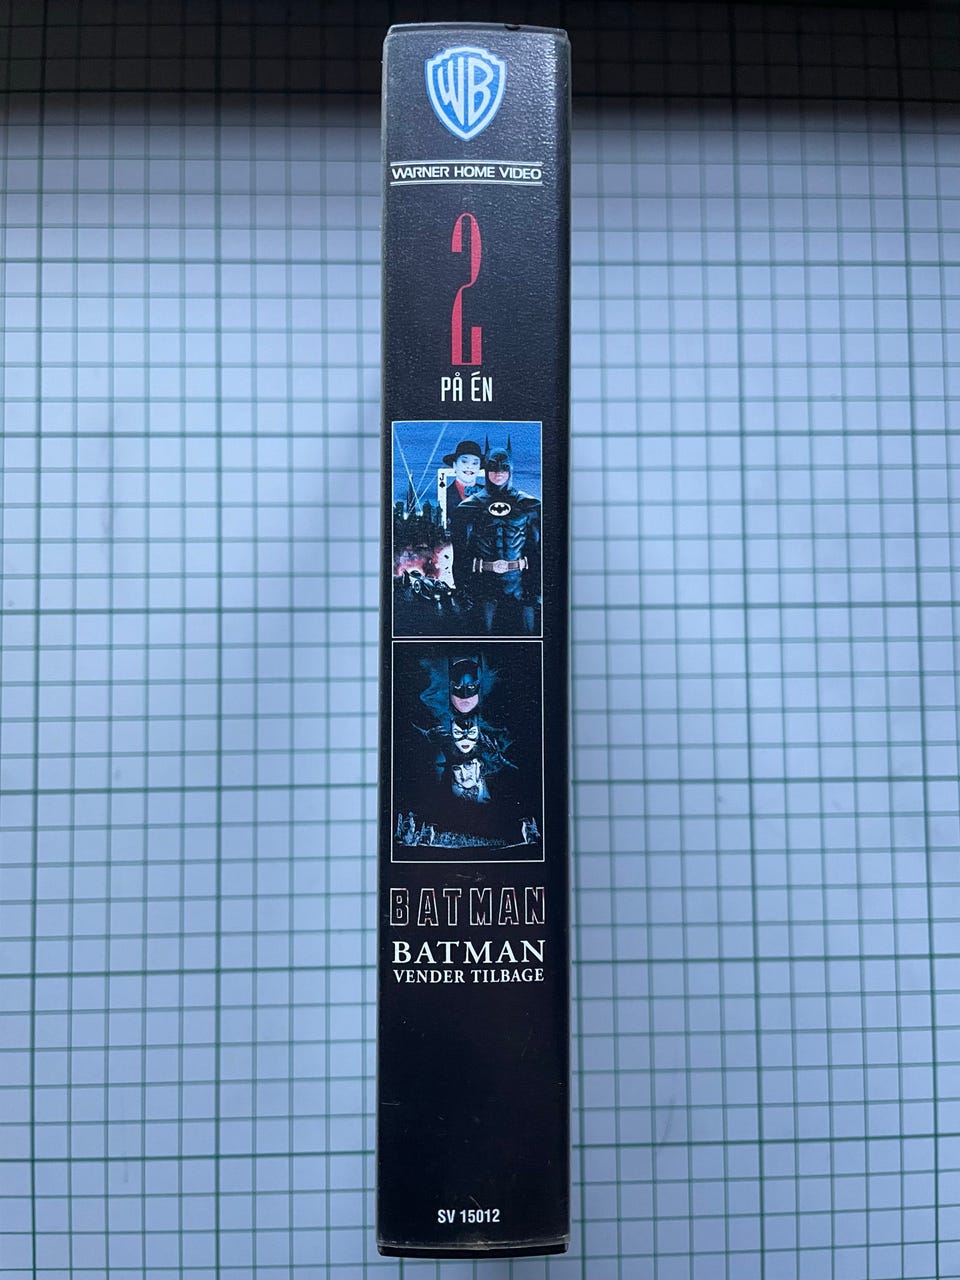 WB
WARNER HOME VIDEO
2
PÅ ÉN
J
BATMAN
BATMAN
VENDER TILBAGE
SV 15012